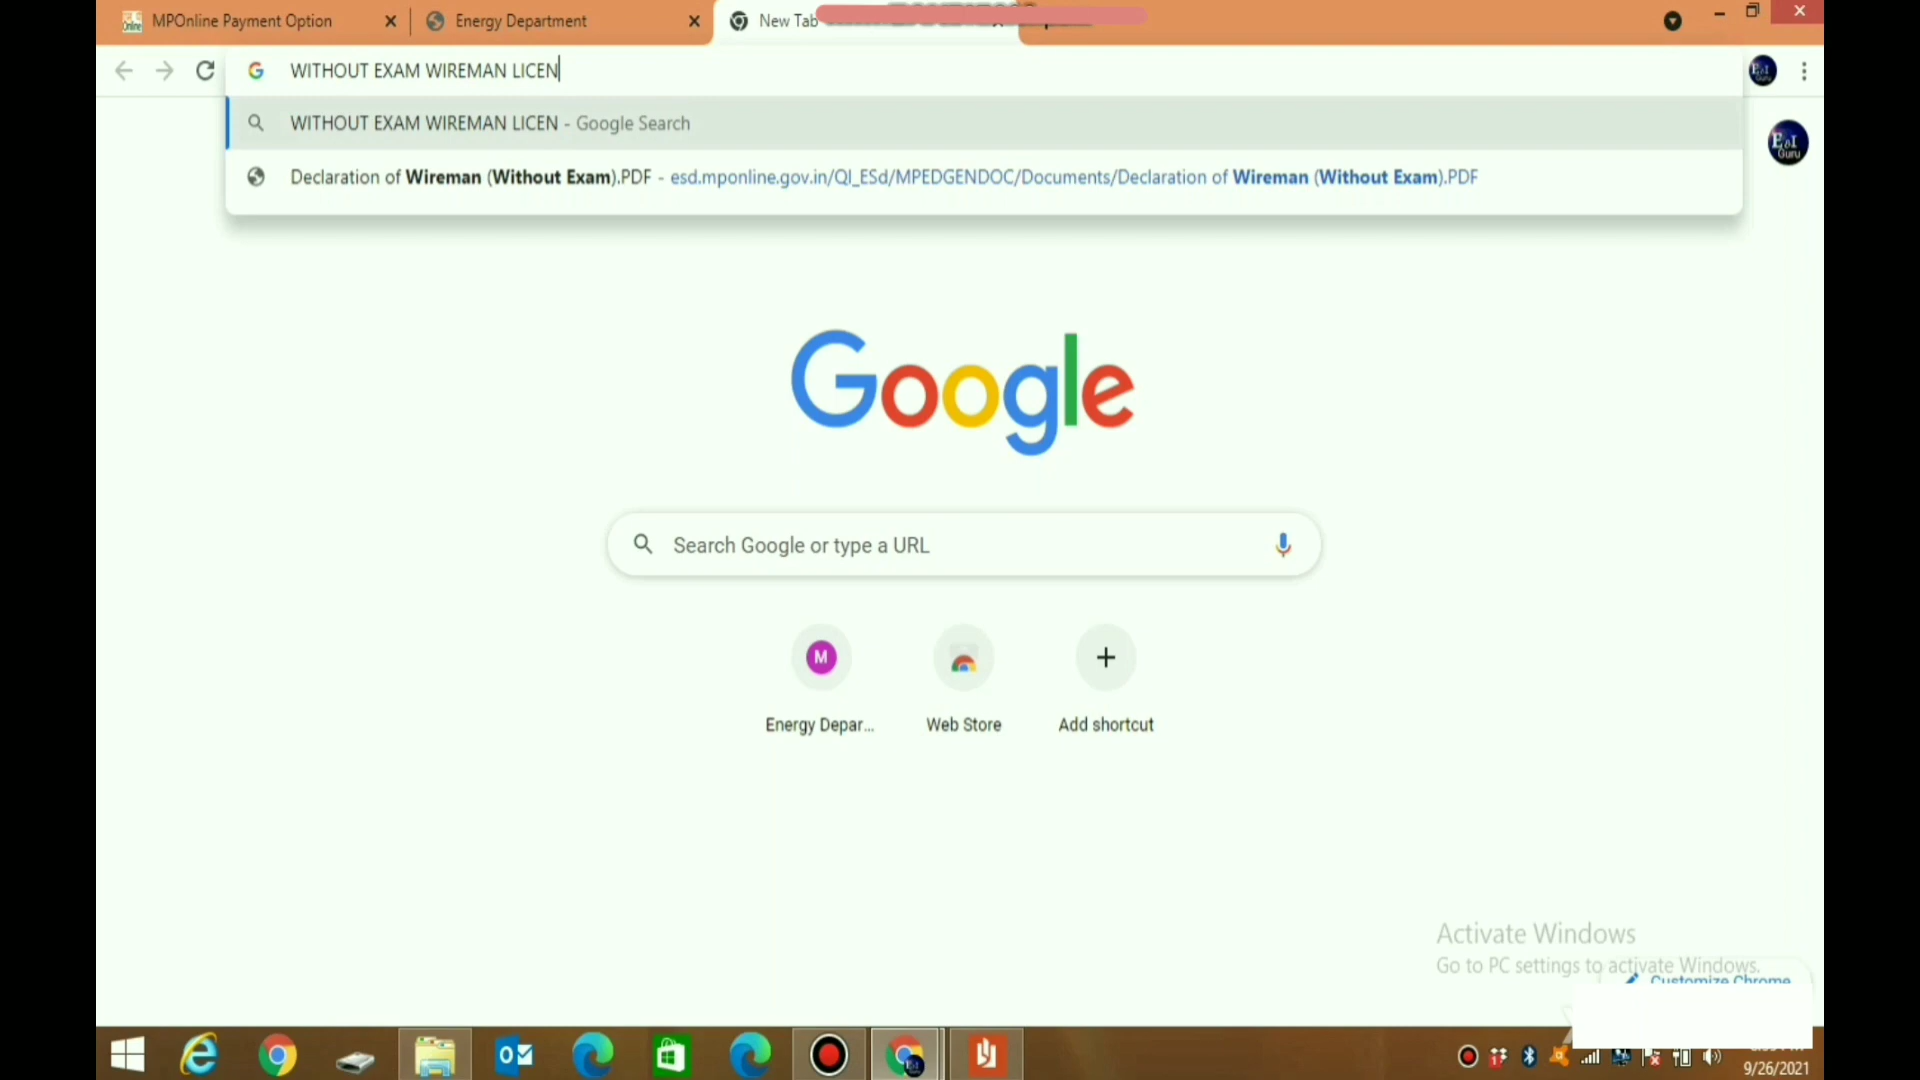 MPOnline Payment Option
Energy Department
New Tab
WITHOUT EXAM WIREMAN LICEN
WITHOUT EXAM WIREMAN LICEN - Google Search
Declaration of Wireman (Without Exam).PDF - esd.mponline.gov.in/QI_ESd/MPEDGENDOC/Documents/Declaration of Wireman (Without Exam).PDF
E&I
Guru
Google
Search Google or type a URL
M
Energy Depar...
Web Store
Add shortcut
Activate Windows
Go to PC settings to activate Windows.
Customize Chrome
9/26/2021